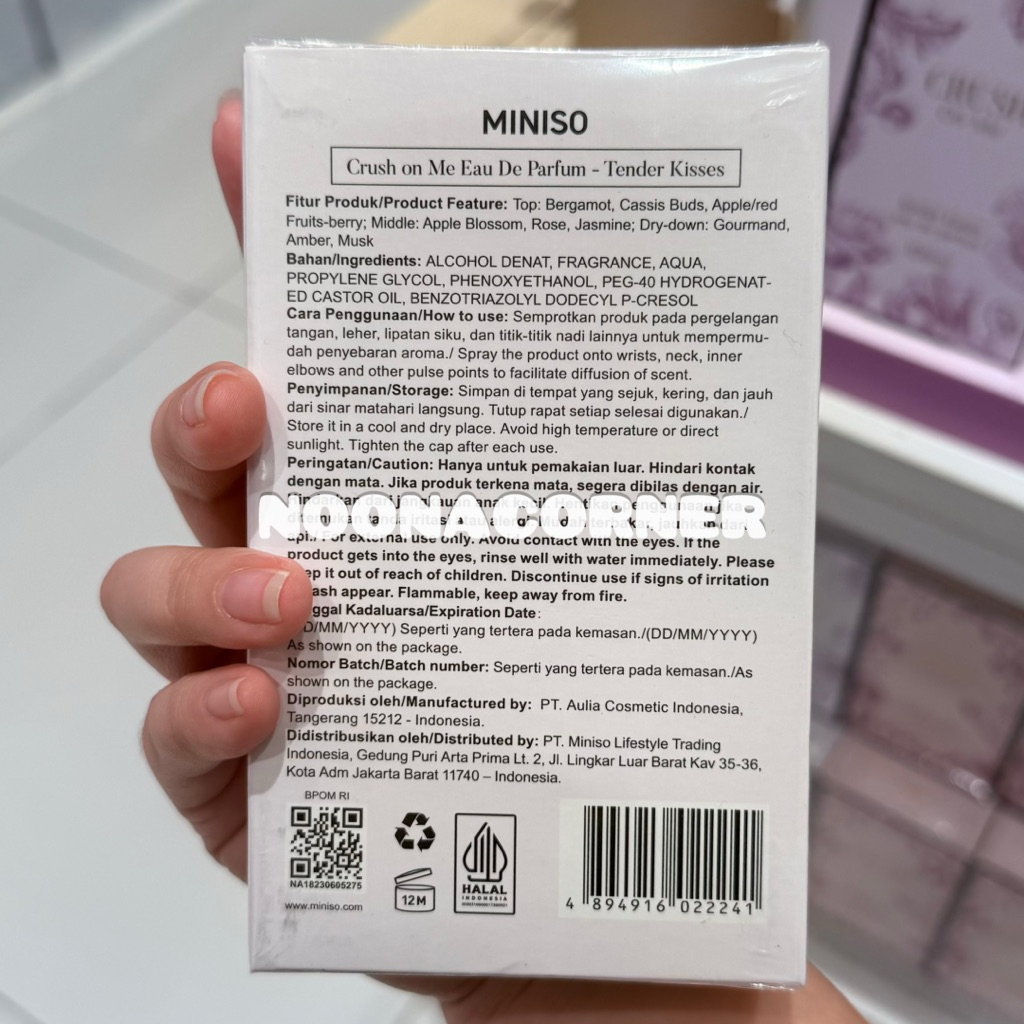 MINISO
Crush on Me Eau De Parfum - Tender Kisses
Fitur Produk/Product Feature: Top: Bergamot, Cassis Buds, Apple/red
Fruits-berry; Middle: Apple Blossom, Rose, Jasmine; Dry-down: Gourmand,
Amber, Musk
Bahan/Ingredients: ALCOHOL DENAT, FRAGRANCE, AQUA,
PROPYLENE GLYCOL, PHENOXYETHANOL, PEG-40 HYDROGENAT-
ED CASTOR OIL, BENZOTRIAZOLYL DODECYL P-CRESOL
Cara Penggunaan/How to use: Semprotkan produk pada pergelangan
tangan, leher, lipatan siku, dan titik-titik nadi lainnya untuk mempermu-
dah penyebaran aroma./ Spray the product onto wrists, neck, inner
elbows and other pulse points to facilitate diffusion of scent.
Penyimpanan/Storage: Simpan di tempat yang sejuk, kering, dan jauh
dari sinar matahari langsung. Tutup rapat setiap selesai digunakan./
Store it in a cool and dry place. Avoid high temperature or direct
sunlight. Tighten the cap after each use.
Peringatan/Caution: Hanya untuk pemakaian luar. Hindari kontak
dengan mata. Jika produk terkena mata, segera dibilas dengan air.
NOONA CORNER
api./ For external use only. Avoid contact with the eyes. If the
product gets into the eyes, rinse well with water immediately. Please
it out of reach of children. Discontinue use if signs of irritation
appear. Flammable, keep away from fire.
Kadaluarsa/Expiration Date:
(DD/MM/YYYY) Seperti yang tertera pada kemasan./(DD/MM/YYYY)
As shown on the package.
Nomor Batch/Batch number: Seperti yang tertera pada kemasan./As
shown on the package.
Diproduksi oleh/Manufactured by: PT. Aulia Cosmetic Indonesia,
Tangerang 15212 - Indonesia.
Didistribusikan oleh/Distributed by: PT. Miniso Lifestyle Trading
Indonesia, Gedung Puri Arta Prima Lt. 2, Jl. Lingkar Luar Barat Kav 35-36,
Kota Adm Jakarta Barat 11740 – Indonesia.
BPOM RI
NA18230605275
www.miniso.com
12M
HALAL
INDONESIA
4 894916 022241
CRUSH